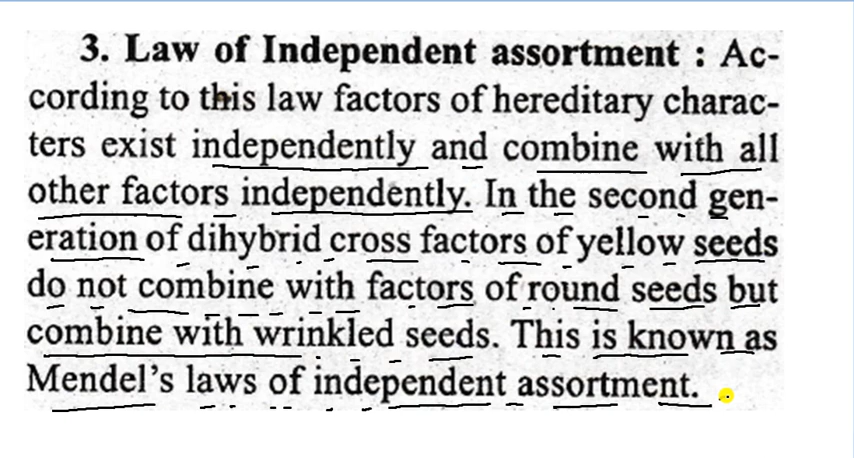 3. Law of Independent assortment : Ac-
cording to this law factors of hereditary charac-
ters exist independently and combine with all
other factors independently. In the second gen-
eration of dihybrid cross factors of yellow seeds
do not combine with factors of round seeds but
combine with wrinkled seeds. This is known as
Mendel's laws of independent assortment.